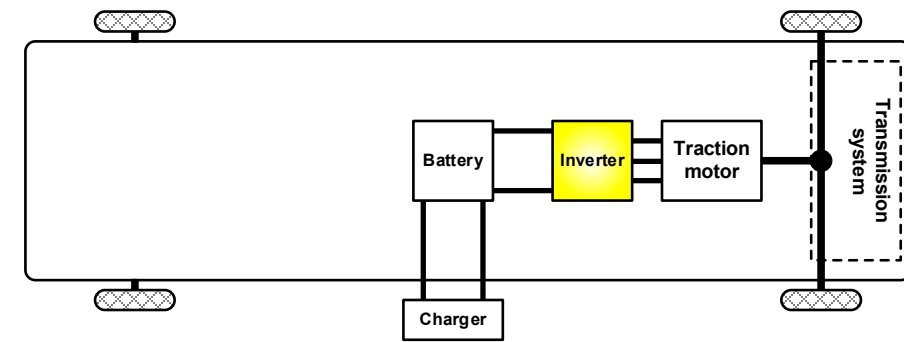 Battery
Inverter
Traction
motor
Transmission
system
Charger